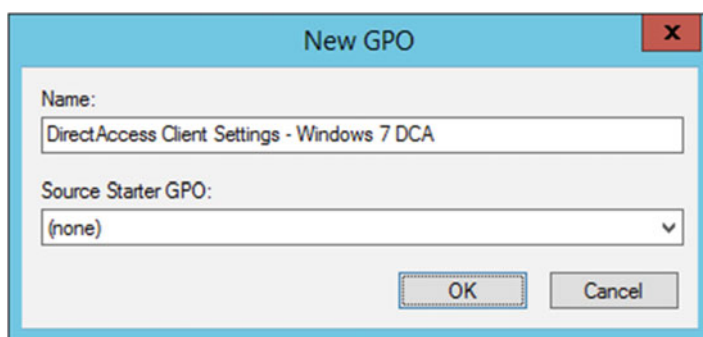 New GPO
x
Name:
DirectAccess Client Settings - Windows 7 DCA
Source Starter GPO:
(none)
OK Cancel